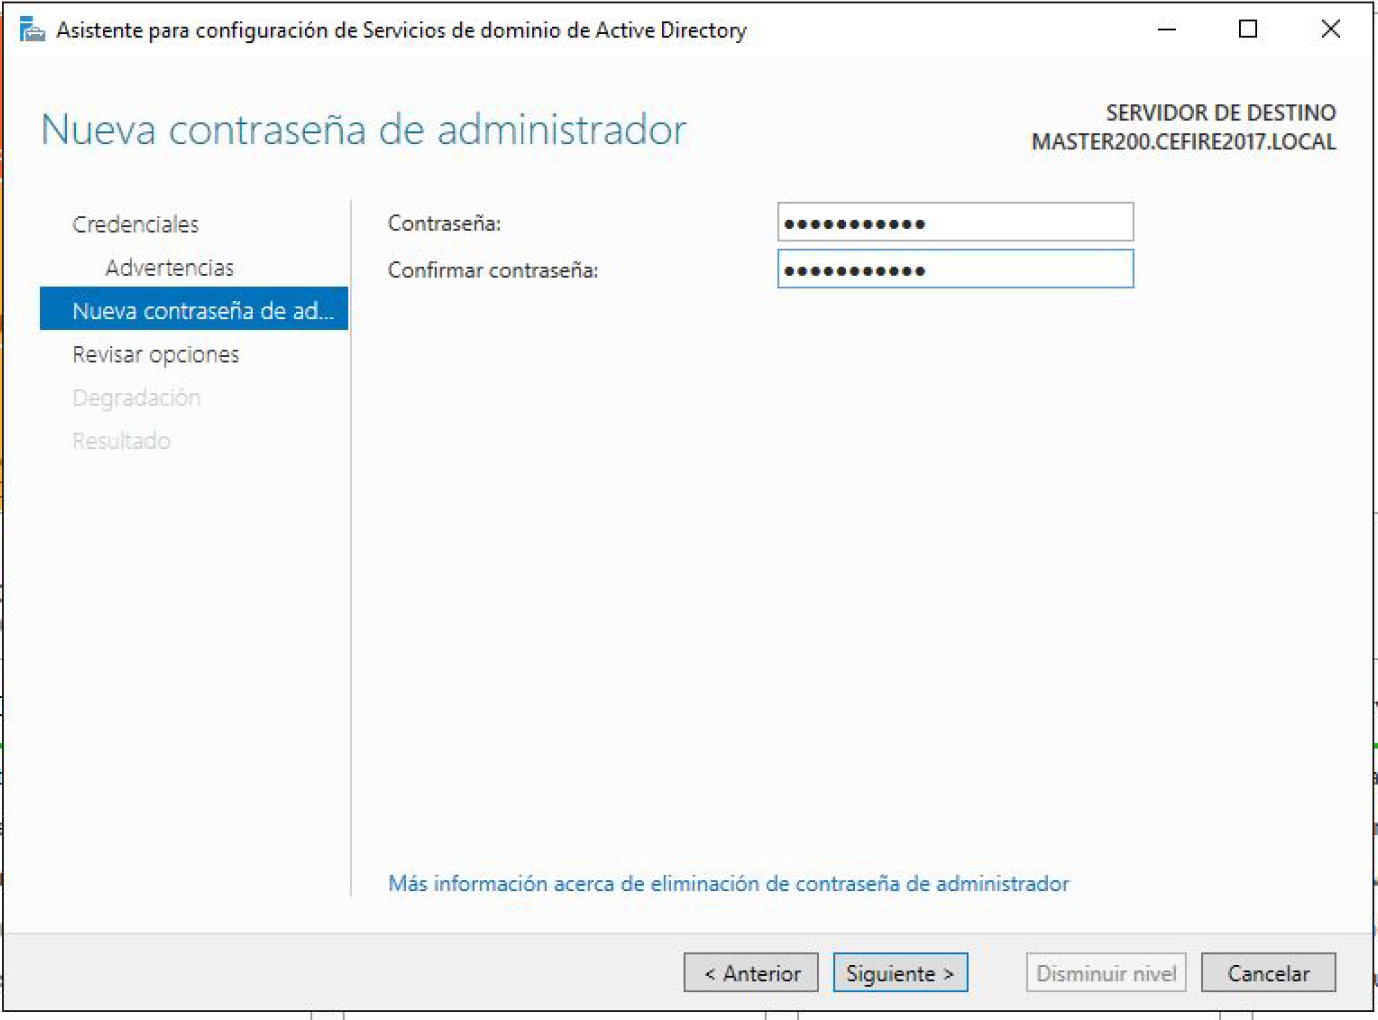 Asistente para configuración de Servicios de dominio de Active Directory
Nueva contraseña de administrador
SERVIDOR DE DESTINO
MASTER200.CEFIRE2017.LOCAL
Credenciales
Advertencias
Nueva contraseña de ad...
Revisar opciones
Degradación
Resultado
Contraseña: ●●●●●●●●●●●
Confirmar contraseña: ●●●●●●●●●●●
Más información acerca de eliminación de contraseña de administrador
< Anterior
Siguiente >
Disminuir nivel
Cancelar